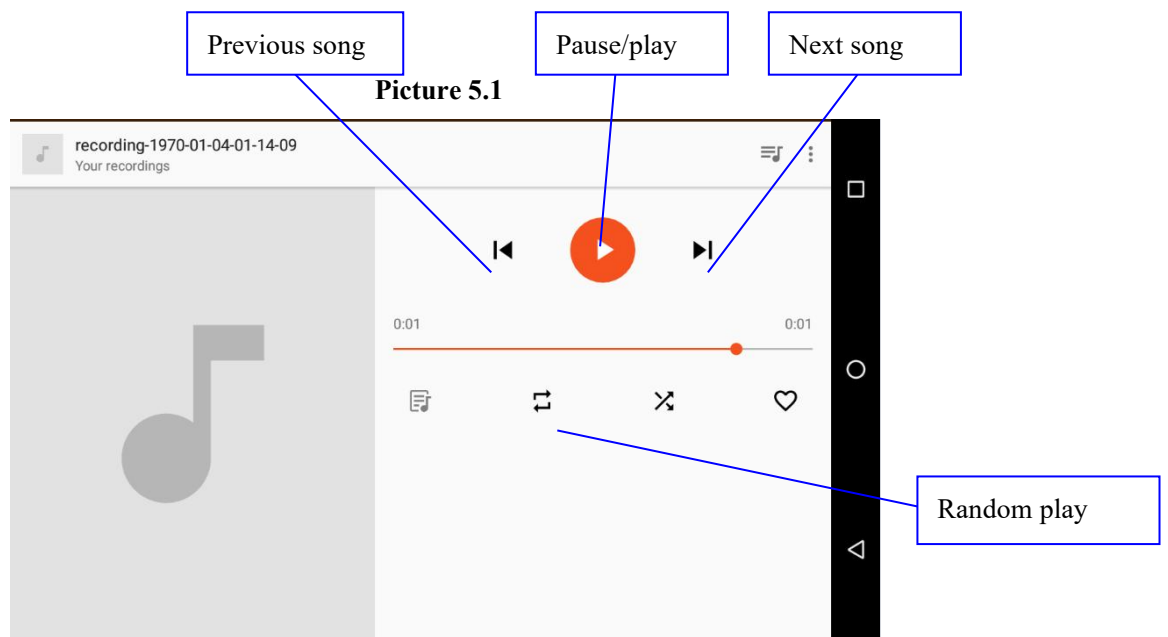 Previous song
Pause/play
Next song
Picture 5.1
recording-1970-01-04-01-14-09
Your recordings
0:01
0:01
Random play